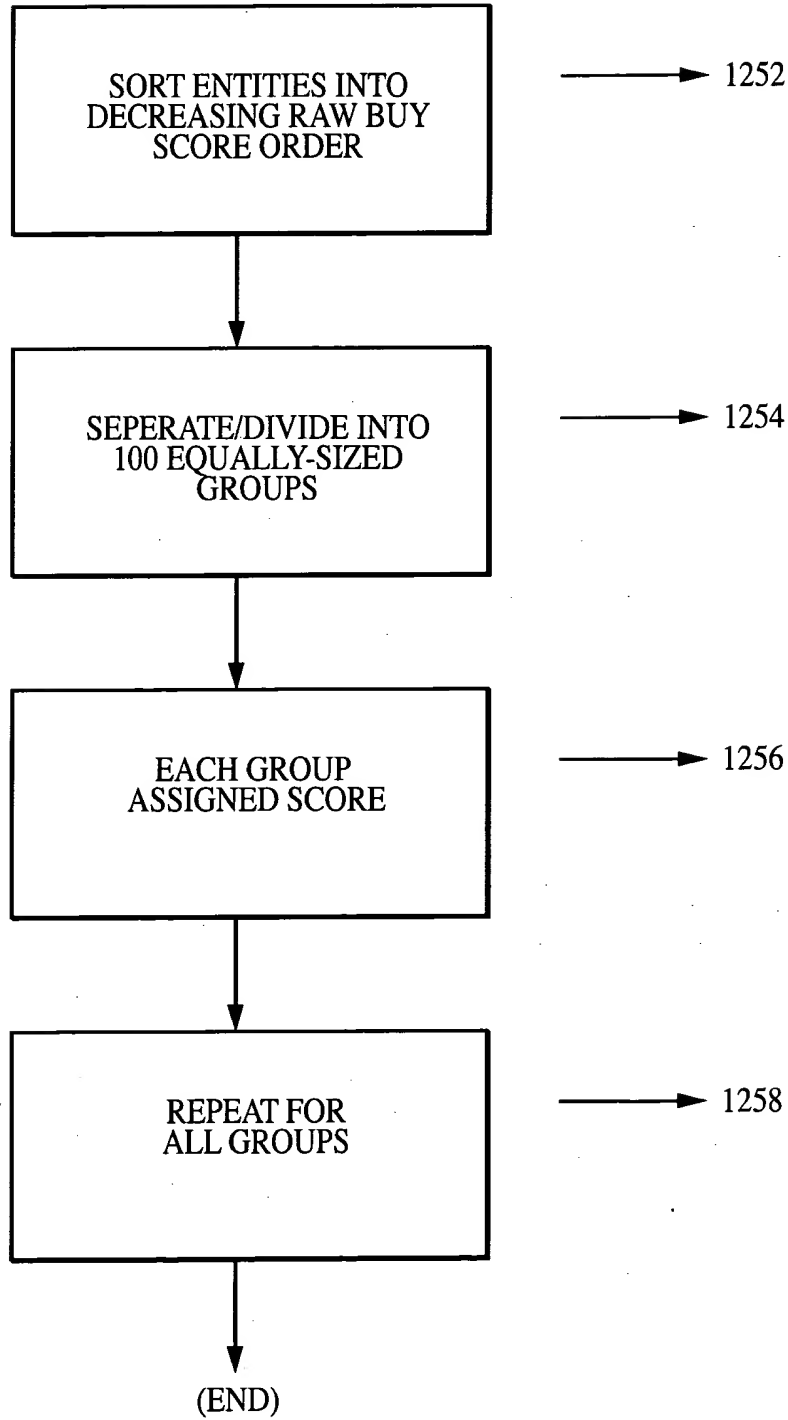 SORT ENTITIES INTO
DECREASING RAW BUY
SCORE ORDER
1252
SEPERATE/DIVIDE INTO
100 EQUALLY-SIZED
GROUPS
1254
EACH GROUP
ASSIGNED SCORE
1256
REPEAT FOR
ALL GROUPS
1258
(END)